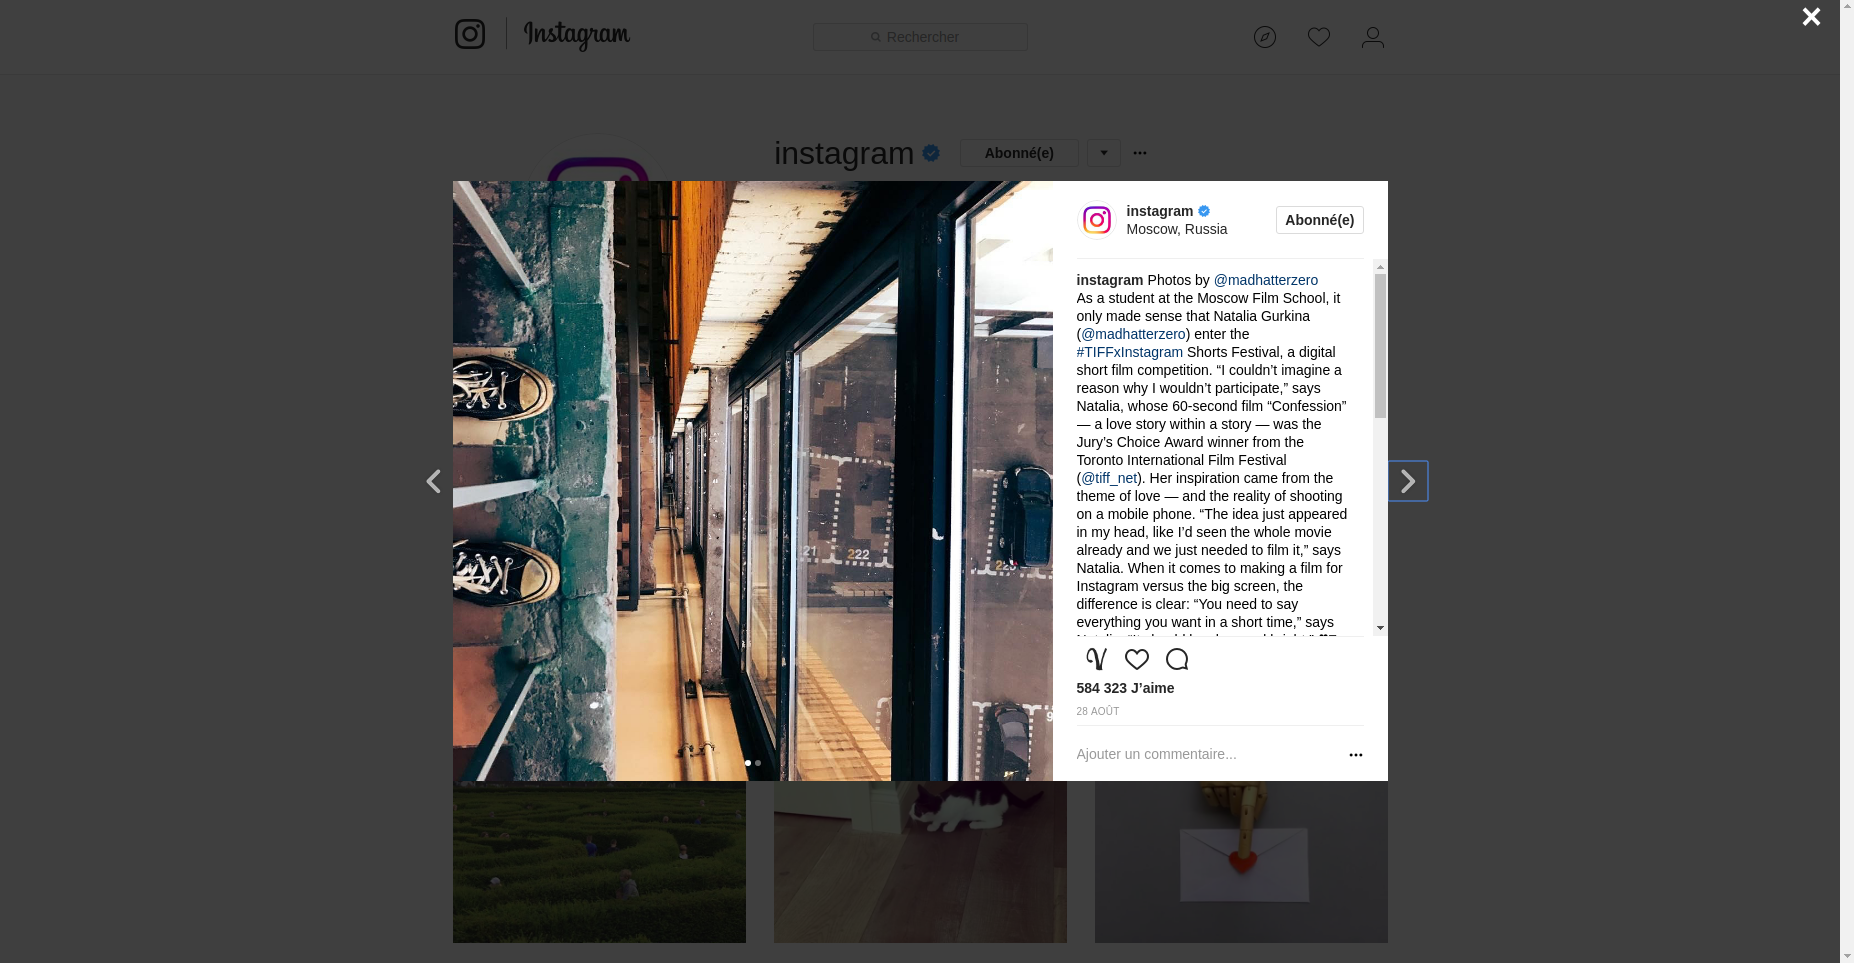 Instagram
Rechercher
instagram
Abonné(e)
instagram
Moscow, Russia
Abonné(e)
instagram Photos by @madhatterzero
As a student at the Moscow Film School, it
only made sense that Natalia Gurkina
(@madhatterzero) enter the
#TIFFxInstagram Shorts Festival, a digital
short film competition. “I couldn’t imagine a
reason why I wouldn’t participate,” says
Natalia, whose 60-second film “Confession”
— a love story within a story — was the
Jury’s Choice Award winner from the
Toronto International Film Festival
(@tiff_net). Her inspiration came from the
theme of love — and the reality of shooting
on a mobile phone. “The idea just appeared
in my head, like I’d seen the whole movie
already and we just needed to film it,” says
Natalia. When it comes to making a film for
Instagram versus the big screen, the
difference is clear: “You need to say
everything you want in a short time,” says
222
584 323 J’aime
28 AOÛT
Ajouter un commentaire...